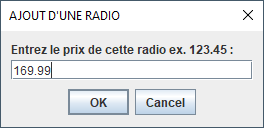 AJOUT D'UNE RADIO
Entrez le prix de cette radio ex. 123.45 :
169.99
OK
Cancel